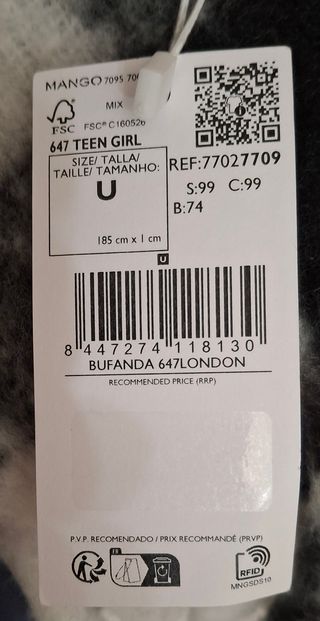 MANGO 7095
MIX
FSC
FSC® C160526
647 TEEN GIRL
SIZE/ TALLA/
TAILLE/ TAMANHO:
U
185 cm x 1 cm
REF:77027709
S:99 C:99
B:74
U
8 447274 118130
BUFANDA 647LONDON
RECOMMENDED PRICE (RRP)
P.V.P. RECOMENDADO / PRIX RECOMMANDÉ (PRVP)
FR
RFID
MNGSDS10